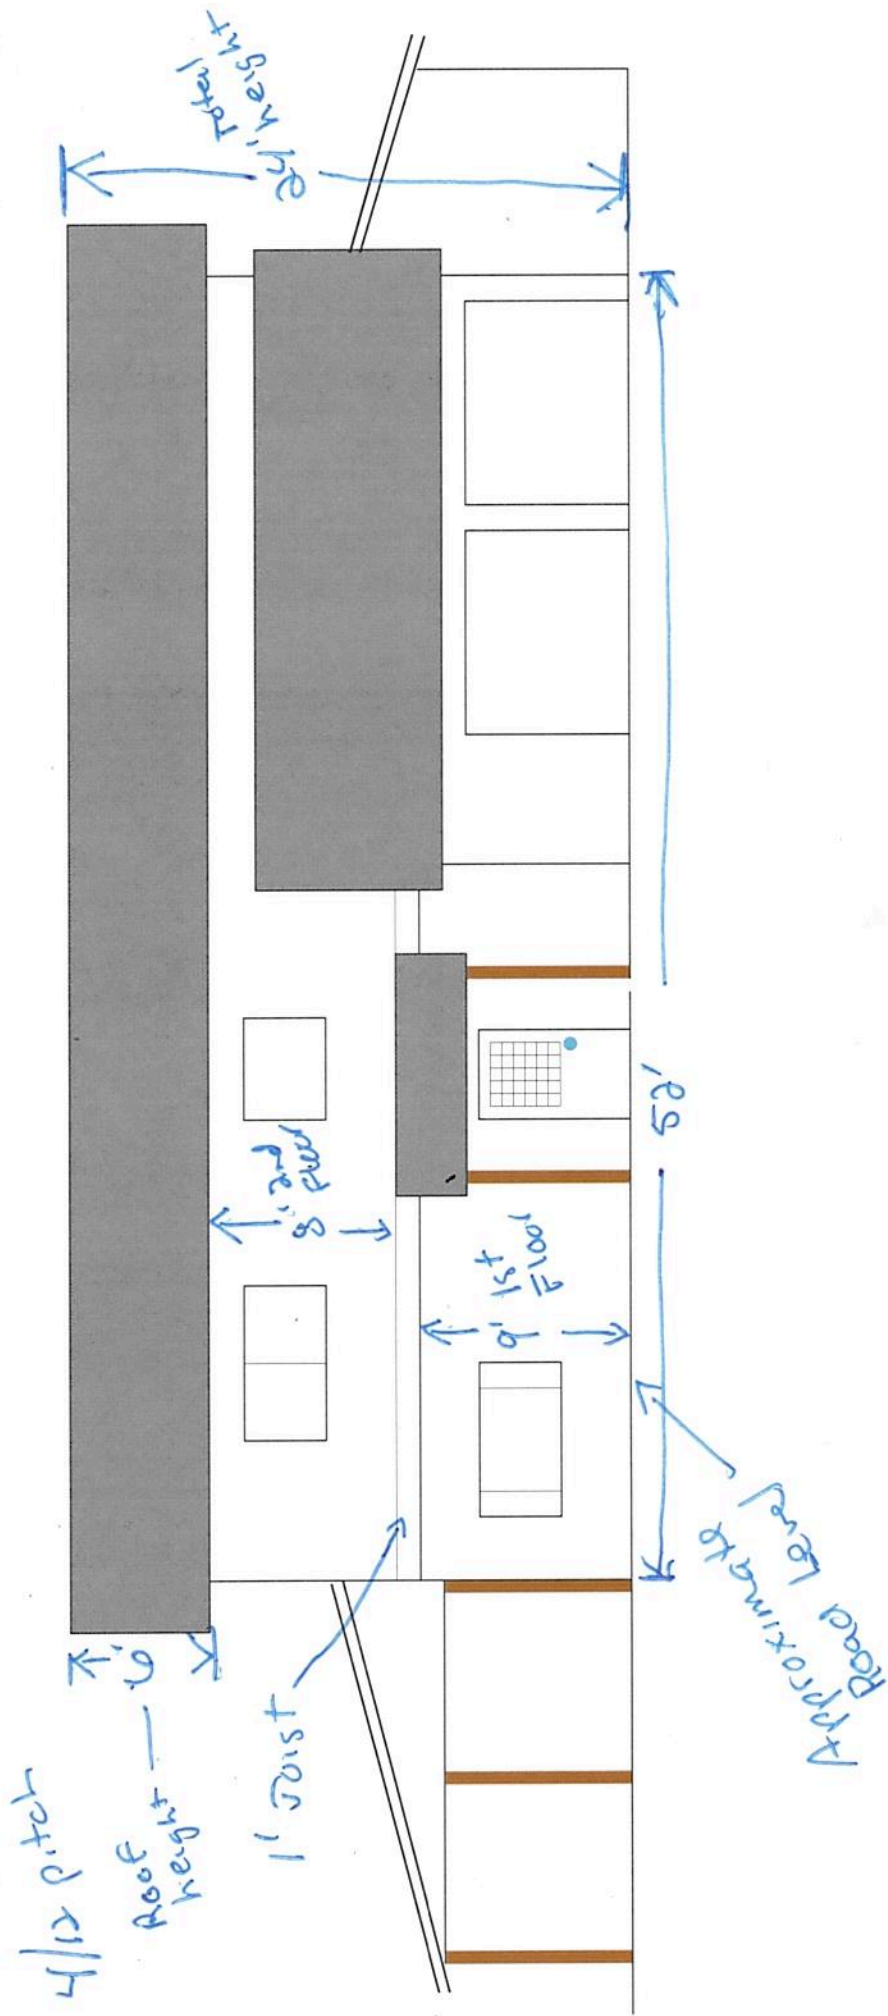 4/12 Pitch
Roof
height
6'
1' Joist
8' 2nd
Floor
9' 1st
Floor
24' Total
height
52'
Approximate
Road Level